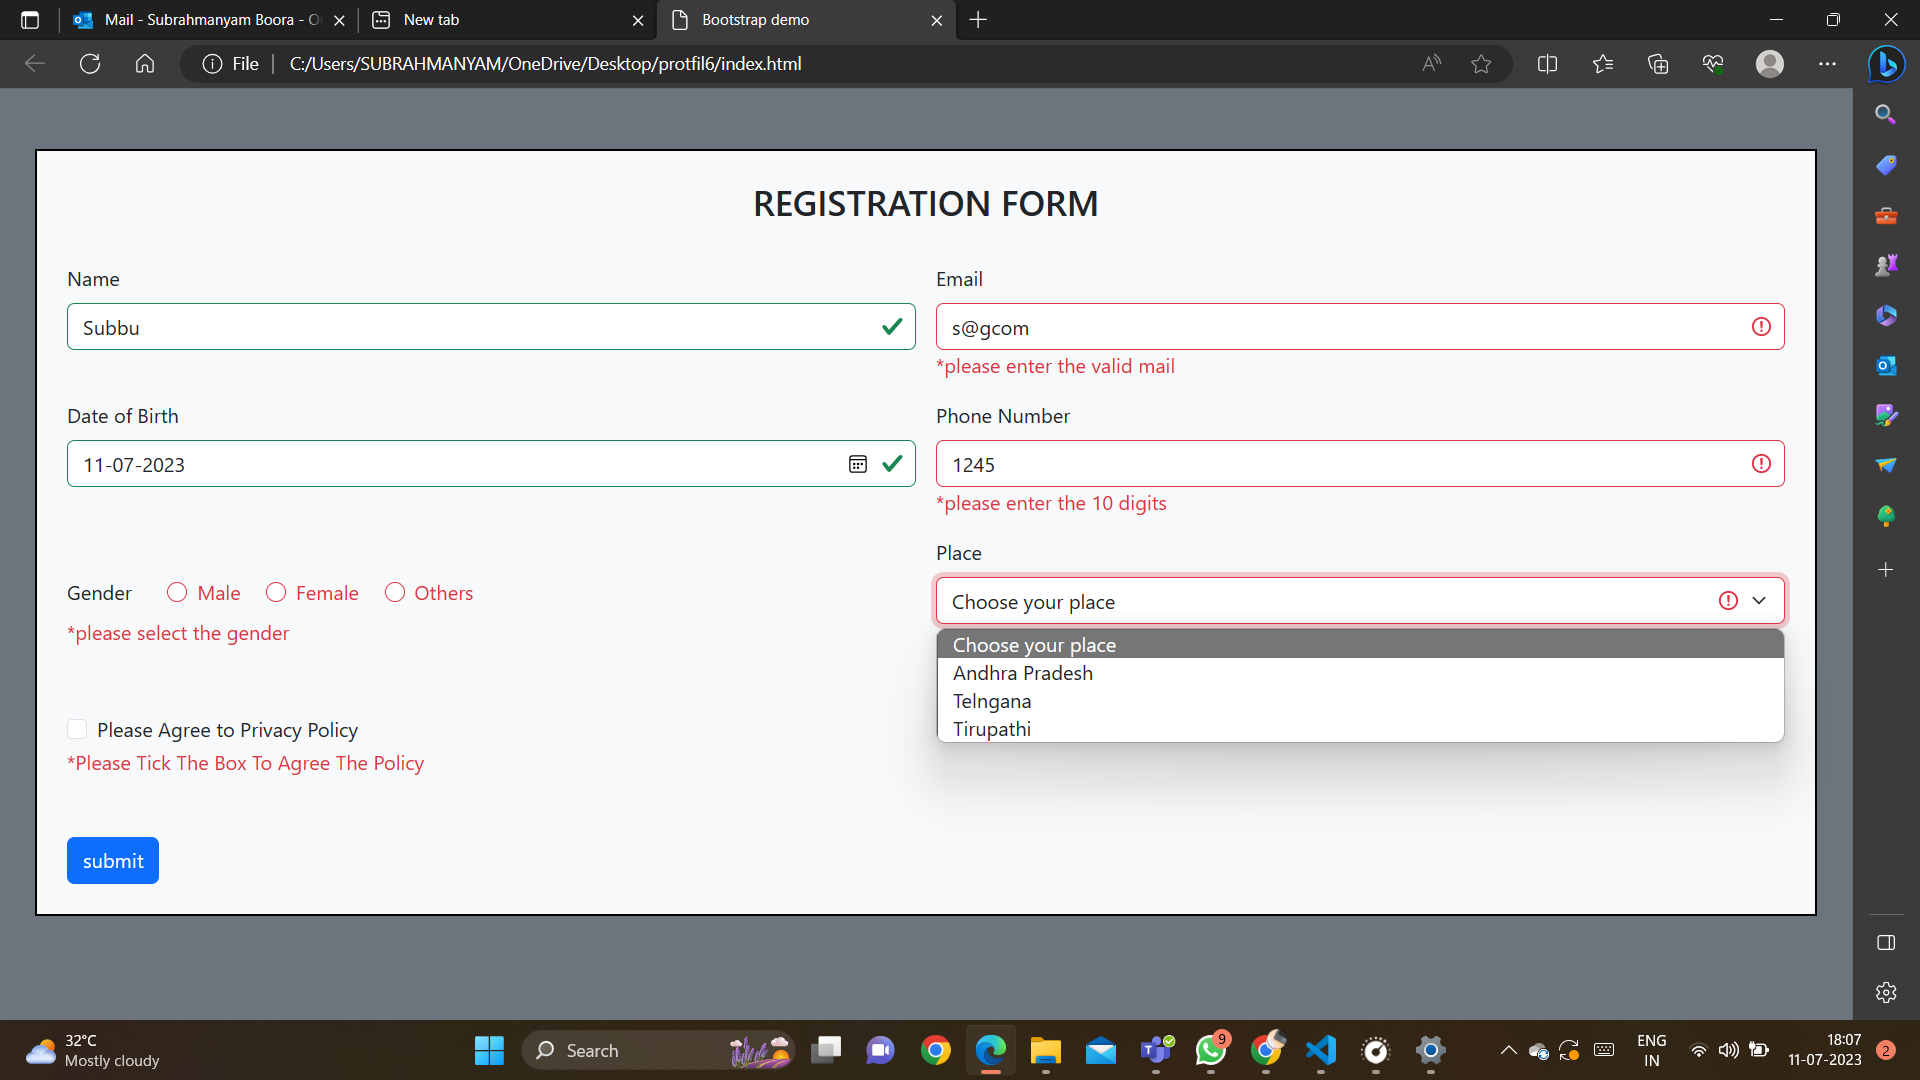 Mail - Subrahmanyam Boora - O
New tab
Bootstrap demo
File
C:/Users/SUBRAHMANYAM/OneDrive/Desktop/protfil6/index.html
REGISTRATION FORM
Name
Email
Subbu
s@gcom
*please enter the valid mail
Date of Birth
Phone Number
11-07-2023
1245
*please enter the 10 digits
Place
Gender Male Female Others
Choose your place
*please select the gender
Choose your place
Andhra Pradesh
Telngana
Tirupathi
Please Agree to Privacy Policy
*Please Tick The Box To Agree The Policy
submit
32°C
Mostly cloudy
Search
9
ENG
IN
18:07
11-07-2023
2